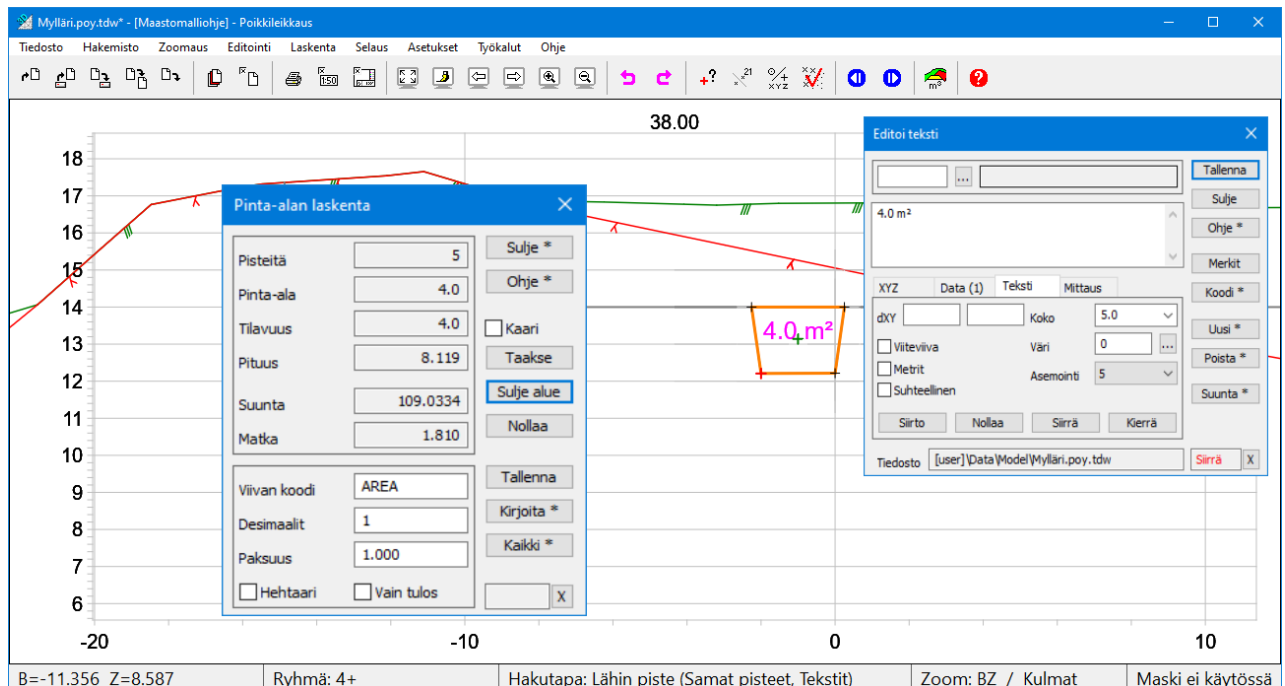 Mylläri.poy.tdw* - [Maastomalliohje] - Poikkileikkaus
Tiedosto Hakemisto Zoomaus Editointi Laskenta Selaus Asetukset Työkalut Ohje
1:50
+? 21 XYZ m³ ?
38.00
18
17
16
15
14
13
12
11
10
9
8
7
6
-20 -10 0 10
4.0 m²
Pinta-alan laskenta
Pisteitä 5 Sulje *
Pinta-ala 4.0 Ohje *
Tilavuus 4.0 Kaari
Pituus 8.119 Taakse
Suunta 109.0334 Sulje alue
Matka 1.810 Nollaa
Viivan koodi AREA Tallenna
Desimaalit 1 Kirjoita *
Paksuus 1.000 Kaikki *
Hehtaari Vain tulos X
Editoi teksti
... Tallenna
Sulje
4.0 m²
Ohje *
Merkit
XYZ Data (1) Teksti Mittaus
Koodi *
dXY Koko 5.0
Uusi *
Viiteviiva Väri 0 ...
Poista *
Metrit Asemointi 5
Suhteellinen Suunta *
Siirto Nollaa Siirrä Kierrä
Tiedosto [user]\Data\Model\Mylläri.poy.tdw Siirrä X
B=-11.356 Z=8.587 Ryhmä: 4+ Hakutapa: Lähin piste (Samat pisteet, Tekstit) Zoom: BZ / Kulmat Maski ei käytössä